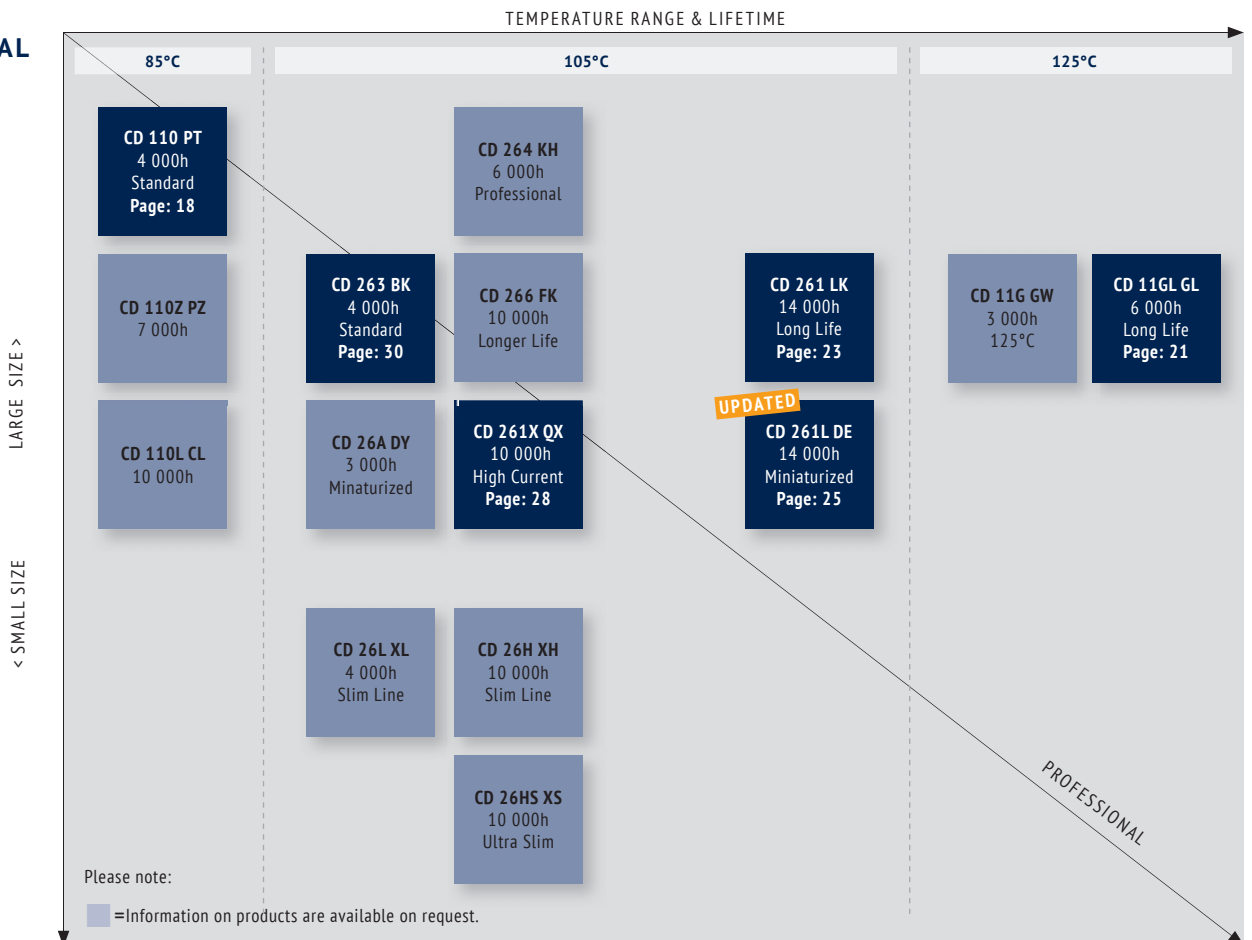 TEMPERATURE RANGE & LIFETIME
AL
85°C
105°C
125°C
CD 110 PT
4 000h
Standard
Page: 18
CD 264 KH
6 000h
Professional
CD 110Z PZ
7 000h
CD 263 BK
4 000h
Standard
Page: 30
CD 266 FK
10 000h
Longer Life
CD 261 LK
14 000h
Long Life
Page: 23
CD 11G GW
3 000h
125°C
CD 11GL GL
6 000h
Long Life
Page: 21
CD 110L CL
10 000h
CD 26A DY
3 000h
Minaturized
CD 261X QX
10 000h
High Current
Page: 28
UPDATED
CD 261L DE
14 000h
Miniaturized
Page: 25
LARGE SIZE >
< SMALL SIZE
CD 26L XL
4 000h
Slim Line
CD 26H XH
10 000h
Slim Line
CD 26HS XS
10 000h
Ultra Slim
PROFESSIONAL
Please note:
=Information on products are available on request.